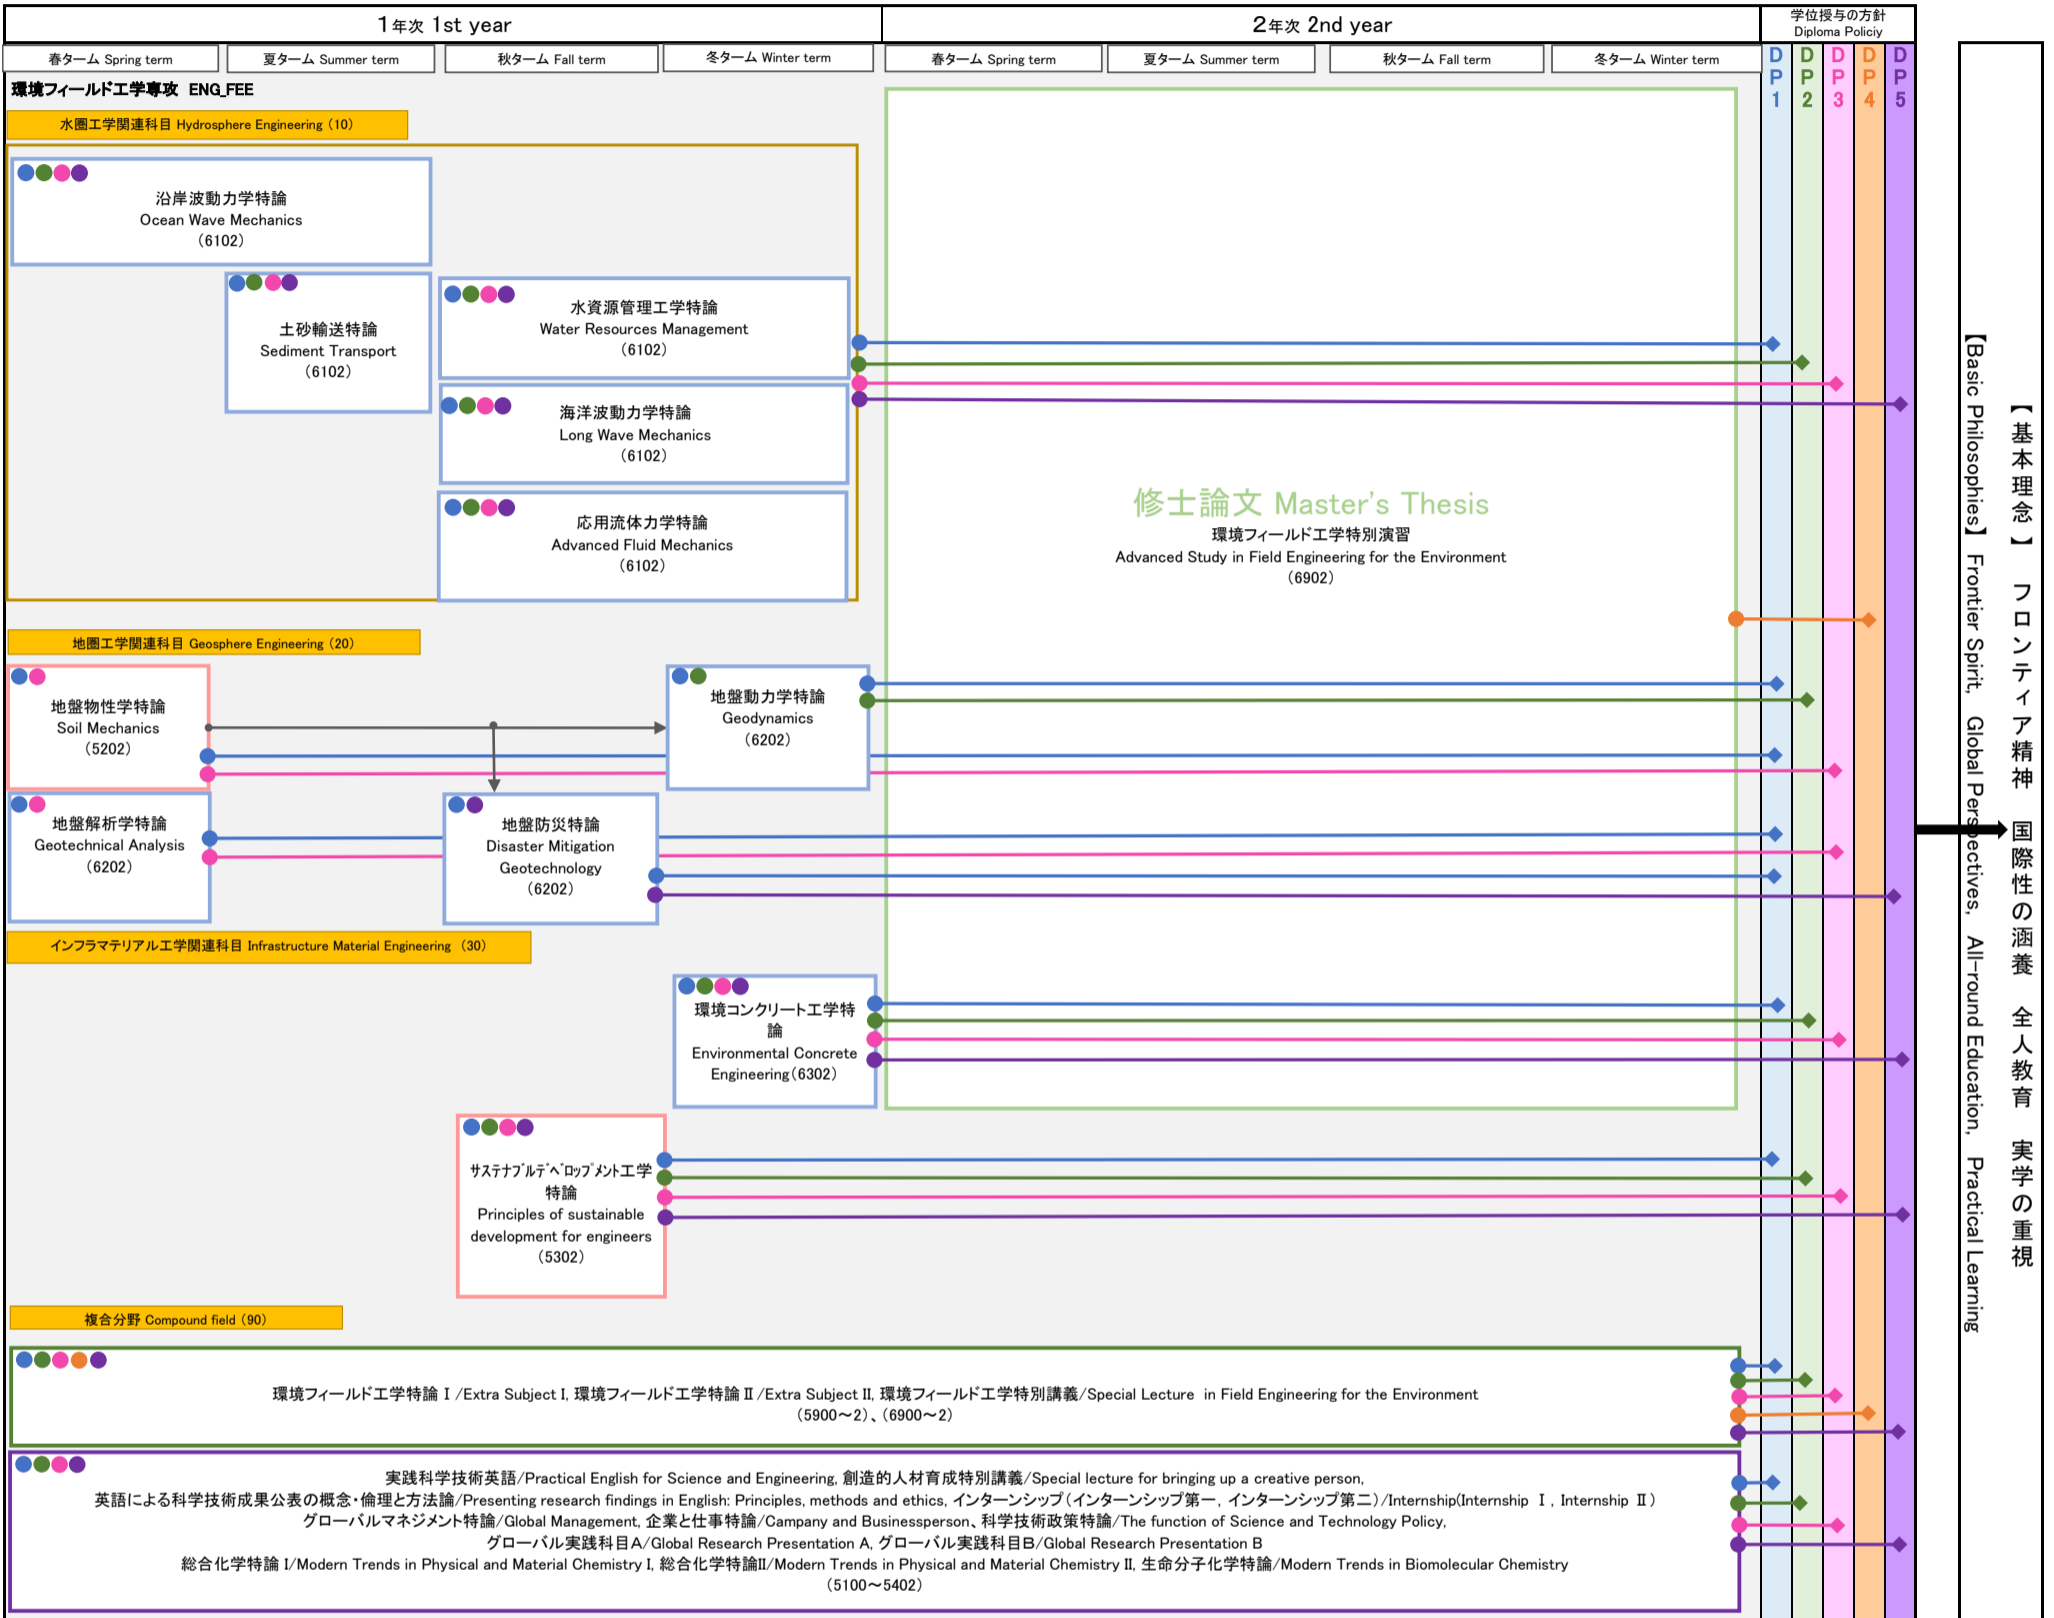 1年次 1st year
2年次 2nd year
学位授与の方針
Diploma Policiy
春ターム Spring term
夏ターム Summer term
秋ターム Fall term
冬ターム Winter term
春ターム Spring term
夏ターム Summer term
秋ターム Fall term
冬ターム Winter term
DP1
DP2
DP3
DP4
DP5
環境フィールド工学専攻 ENG_FEE
水圏工学関連科目 Hydrosphere Engineering (10)
沿岸波動力学特論
Ocean Wave Mechanics
(6102)
土砂輸送特論
Sediment Transport
(6102)
水資源管理工学特論
Water Resources Management
(6102)
海洋波動力学特論
Long Wave Mechanics
(6102)
応用流体力学特論
Advanced Fluid Mechanics
(6102)
修士論文 Master's Thesis
環境フィールド工学特別演習
Advanced Study in Field Engineering for the Environment
(6902)
地圏工学関連科目 Geosphere Engineering (20)
地盤物性学特論
Soil Mechanics
(5202)
地盤動力学特論
Geodynamics
(6202)
地盤解析学特論
Geotechnical Analysis
(6202)
地盤防災特論
Disaster Mitigation
Geotechnology
(6202)
インフラマテリアル工学関連科目 Infrastructure Material Engineering (30)
環境コンクリート工学特
論
Environmental Concrete
Engineering(6302)
ｻｽﾃﾅﾌﾞﾙﾃﾞﾍﾞﾛｯﾌﾟﾒﾝﾄ工学
特論
Principles of sustainable
development for engineers
(5302)
複合分野 Compound field (90)
環境フィールド工学特論Ⅰ/Extra Subject I, 環境フィールド工学特論Ⅱ/Extra Subject II, 環境フィールド工学特別講義/Special Lecture in Field Engineering for the Environment
(5900～2)、(6900～2)
実践科学技術英語/Practical English for Science and Engineering, 創造的人材育成特別講義/Special lecture for bringing up a creative person,
英語による科学技術成果公表の概念・倫理と方法論/Presenting research findings in English: Principles, methods and ethics, インターンシップ（インターンシップ第一, インターンシップ第二）/Internship(Internship Ⅰ, Internship Ⅱ)
グローバルマネジメント特論/Global Management, 企業と仕事特論/Campany and Businessperson、科学技術政策特論/The function of Science and Technology Policy,
グローバル実践科目A/Global Research Presentation A, グローバル実践科目B/Global Research Presentation B
総合化学特論 I/Modern Trends in Physical and Material Chemistry I, 総合化学特論II/Modern Trends in Physical and Material Chemistry II, 生命分子化学特論/Modern Trends in Biomolecular Chemistry
(5100～5402)
【基本理念】 フロンティア精神 国際性の涵養 全人教育 実学の重視
【Basic Philosophies】 Frontier Spirit, Global Perspectives, All-round Education, Practical Learning